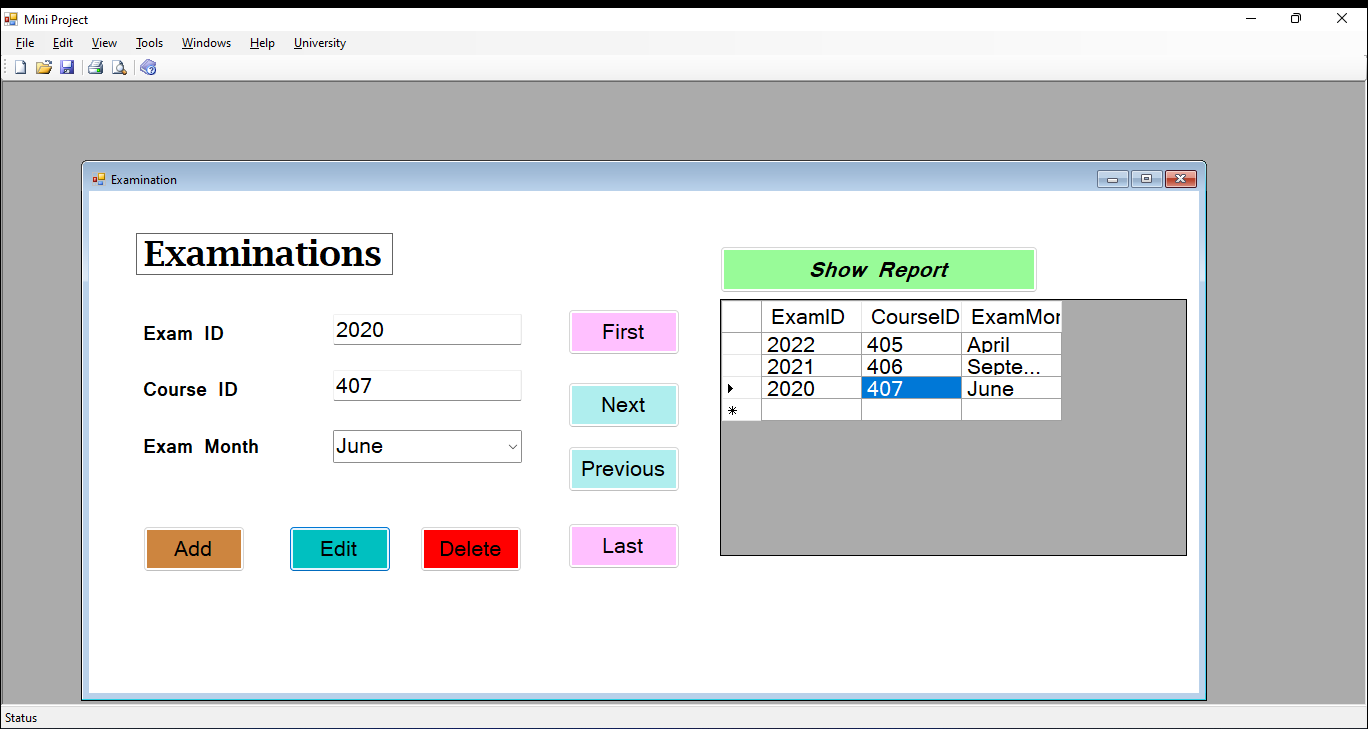 Mini Project
File Edit View Tools Windows Help University
Examination
Examinations
Exam ID 2020
Course ID 407
Exam Month June
Add Edit Delete
First
Next
Previous
Last
Show Report
ExamID CourseID ExamMor
2022 405 April
2021 406 Septe...
2020 407 June
Status